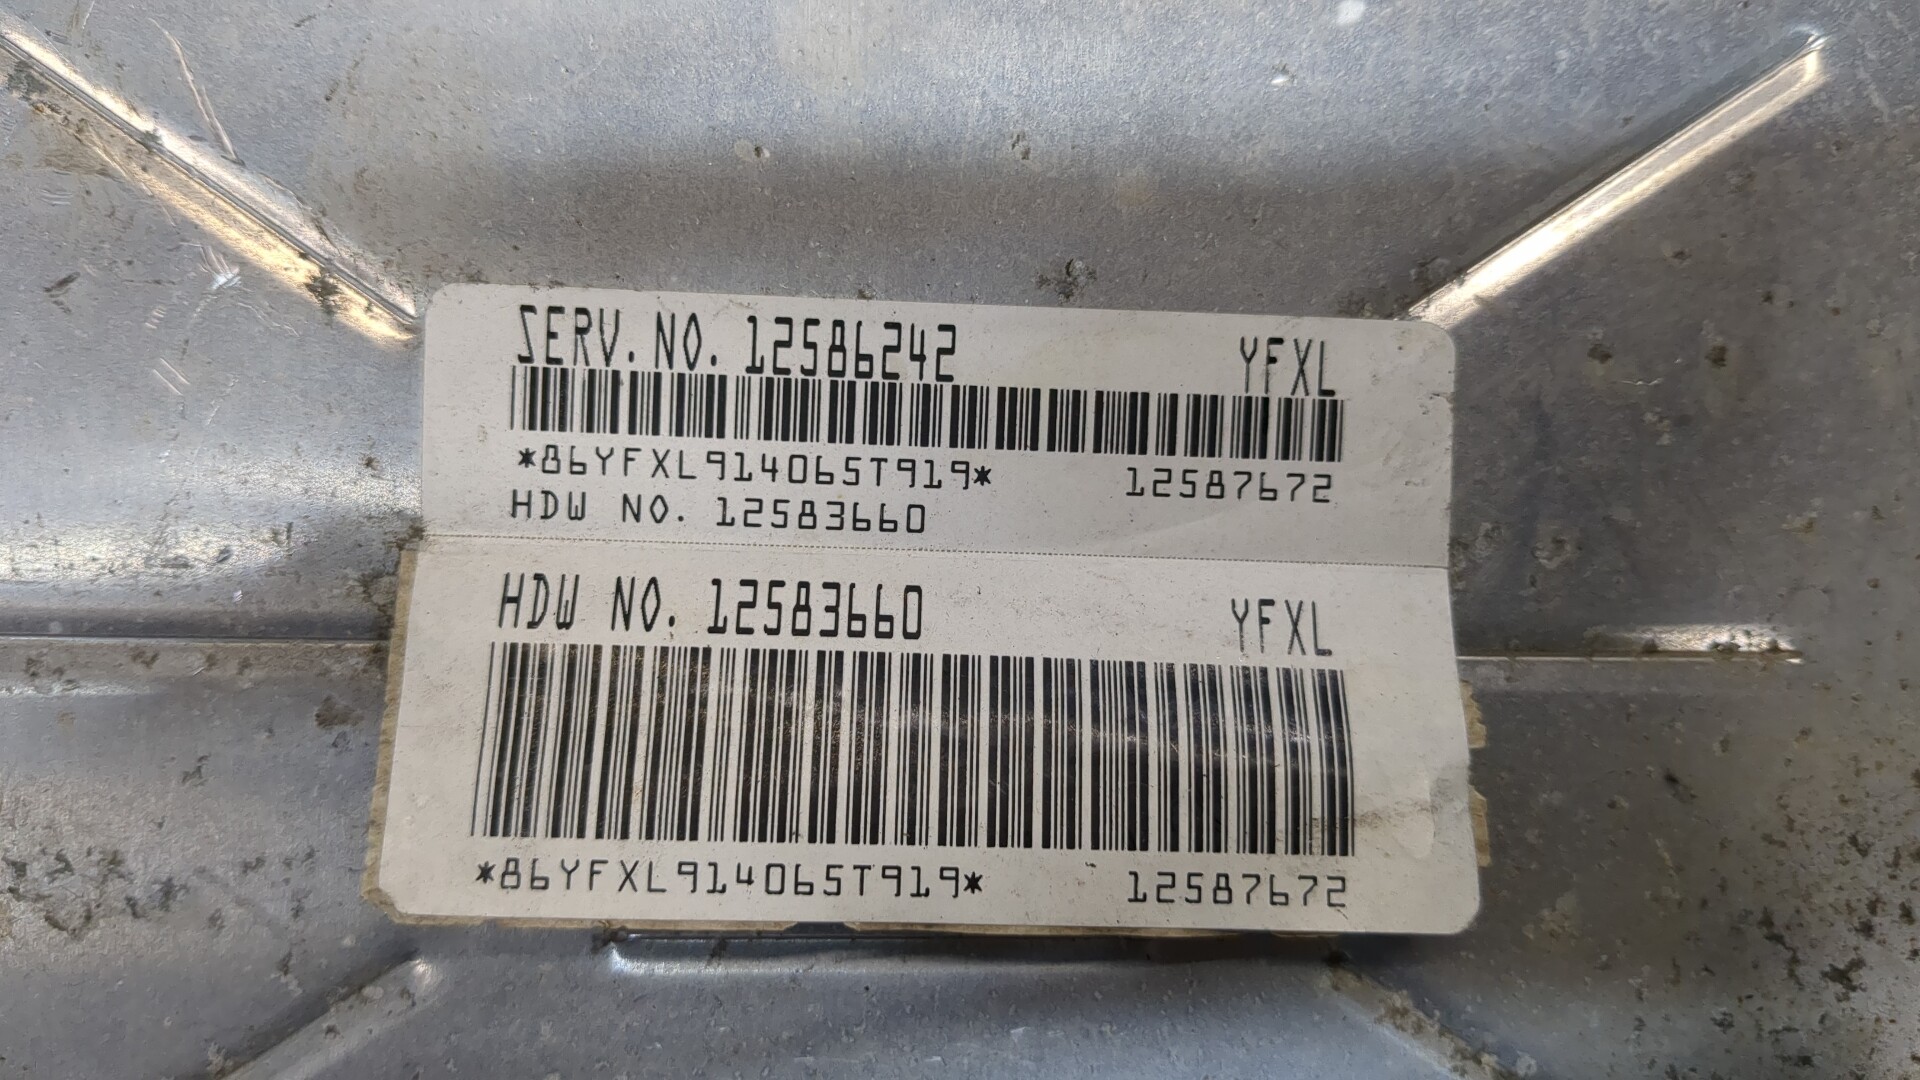 SERV. NO. 12586242 YFXL
*86YFXL914065T919* 12587672
HDW NO. 12583660
HDW NO. 12583660 YFXL
*86YFXL914065T919* 12587672